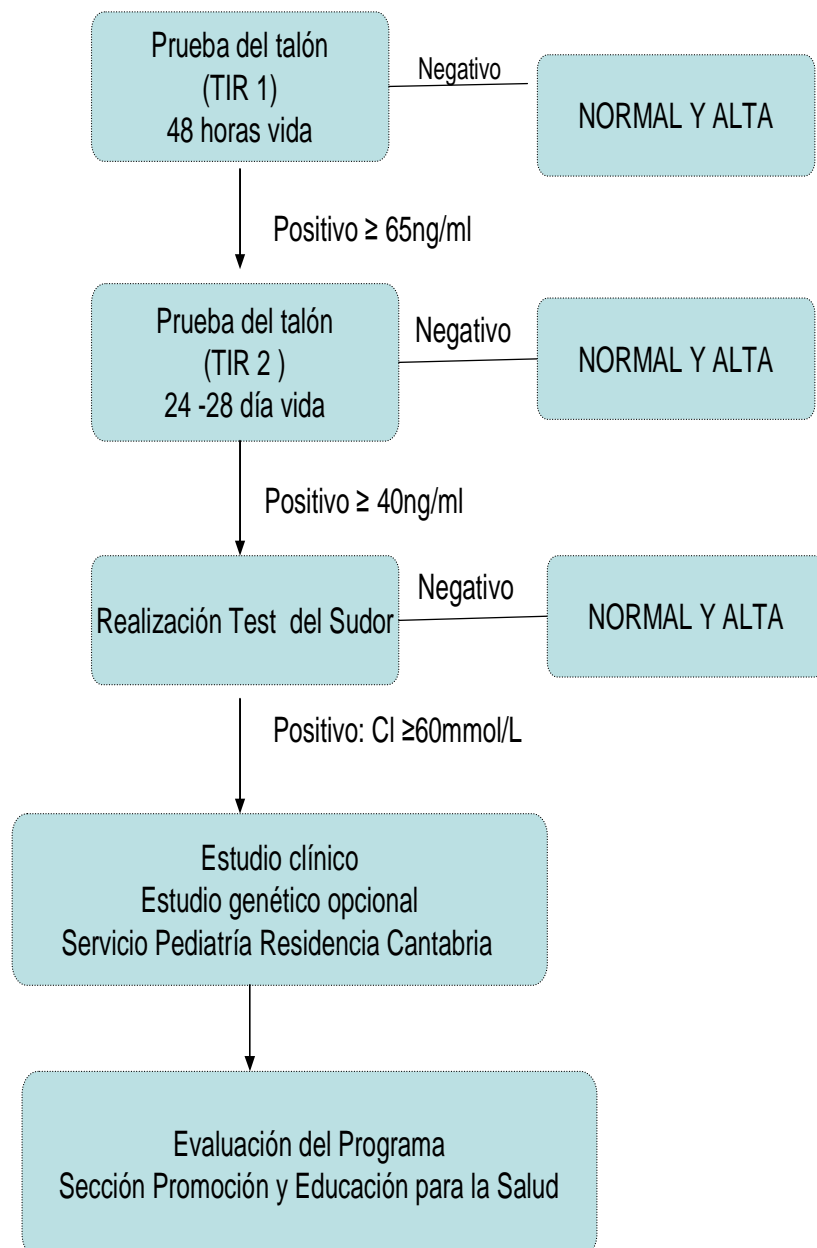 Prueba del talón
(TIR 1)
48 horas vida
Negativo
NORMAL Y ALTA
Positivo ≥ 65ng/ml
Prueba del talón
(TIR 2 )
24 -28 día vida
Negativo
NORMAL Y ALTA
Positivo ≥ 40ng/ml
Realización Test del Sudor
Negativo
NORMAL Y ALTA
Positivo: Cl ≥60mmol/L
Estudio clínico
Estudio genético opcional
Servicio Pediatría Residencia Cantabria
Evaluación del Programa
Sección Promoción y Educación para la Salud